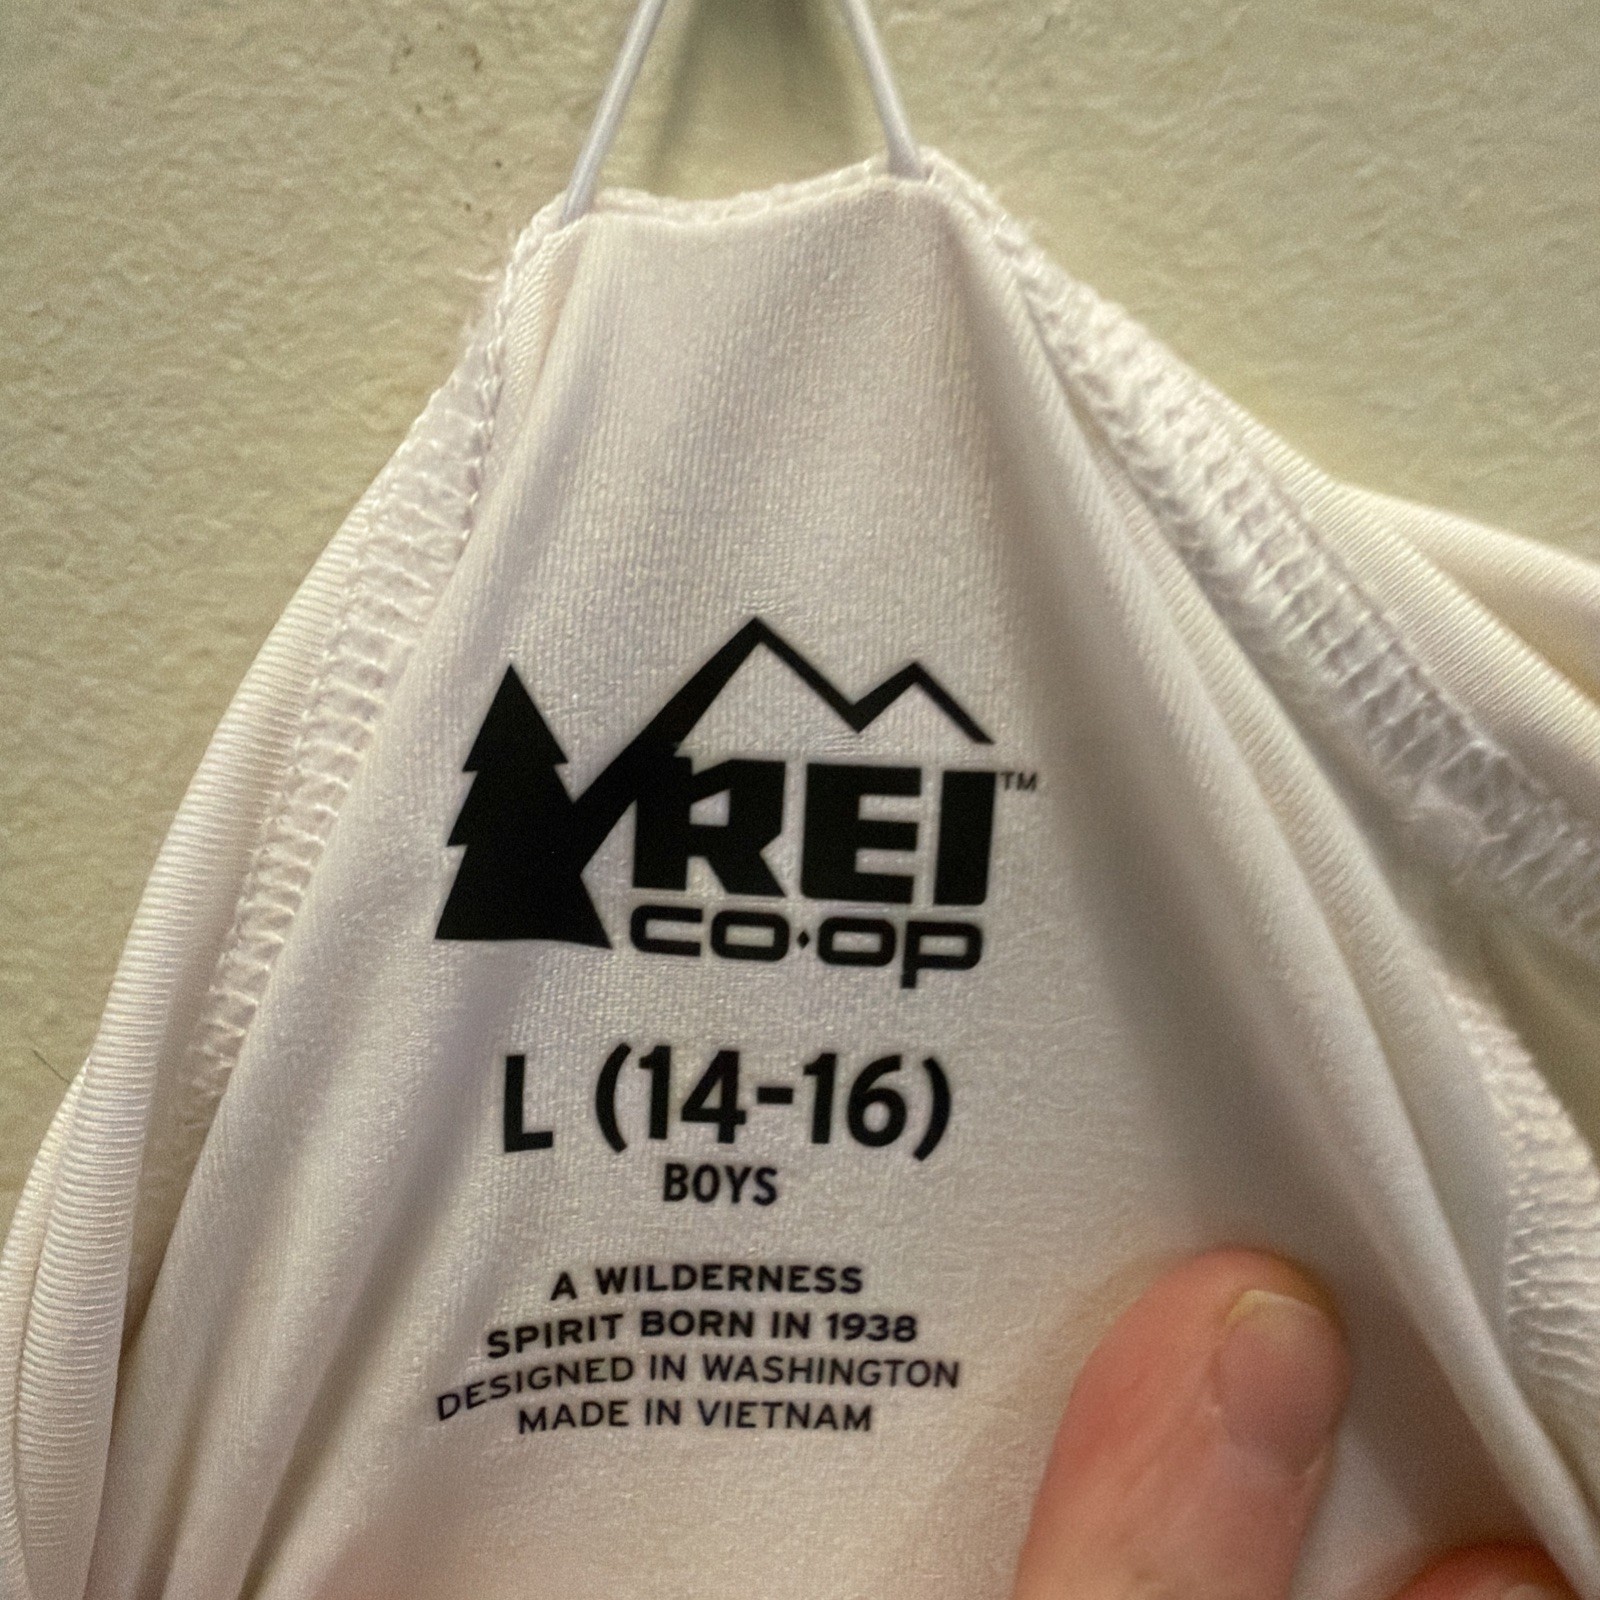 REI™
CO·OP
L (14-16)
BOYS
A WILDERNESS
SPIRIT BORN IN 1938
DESIGNED IN WASHINGTON
MADE IN VIETNAM